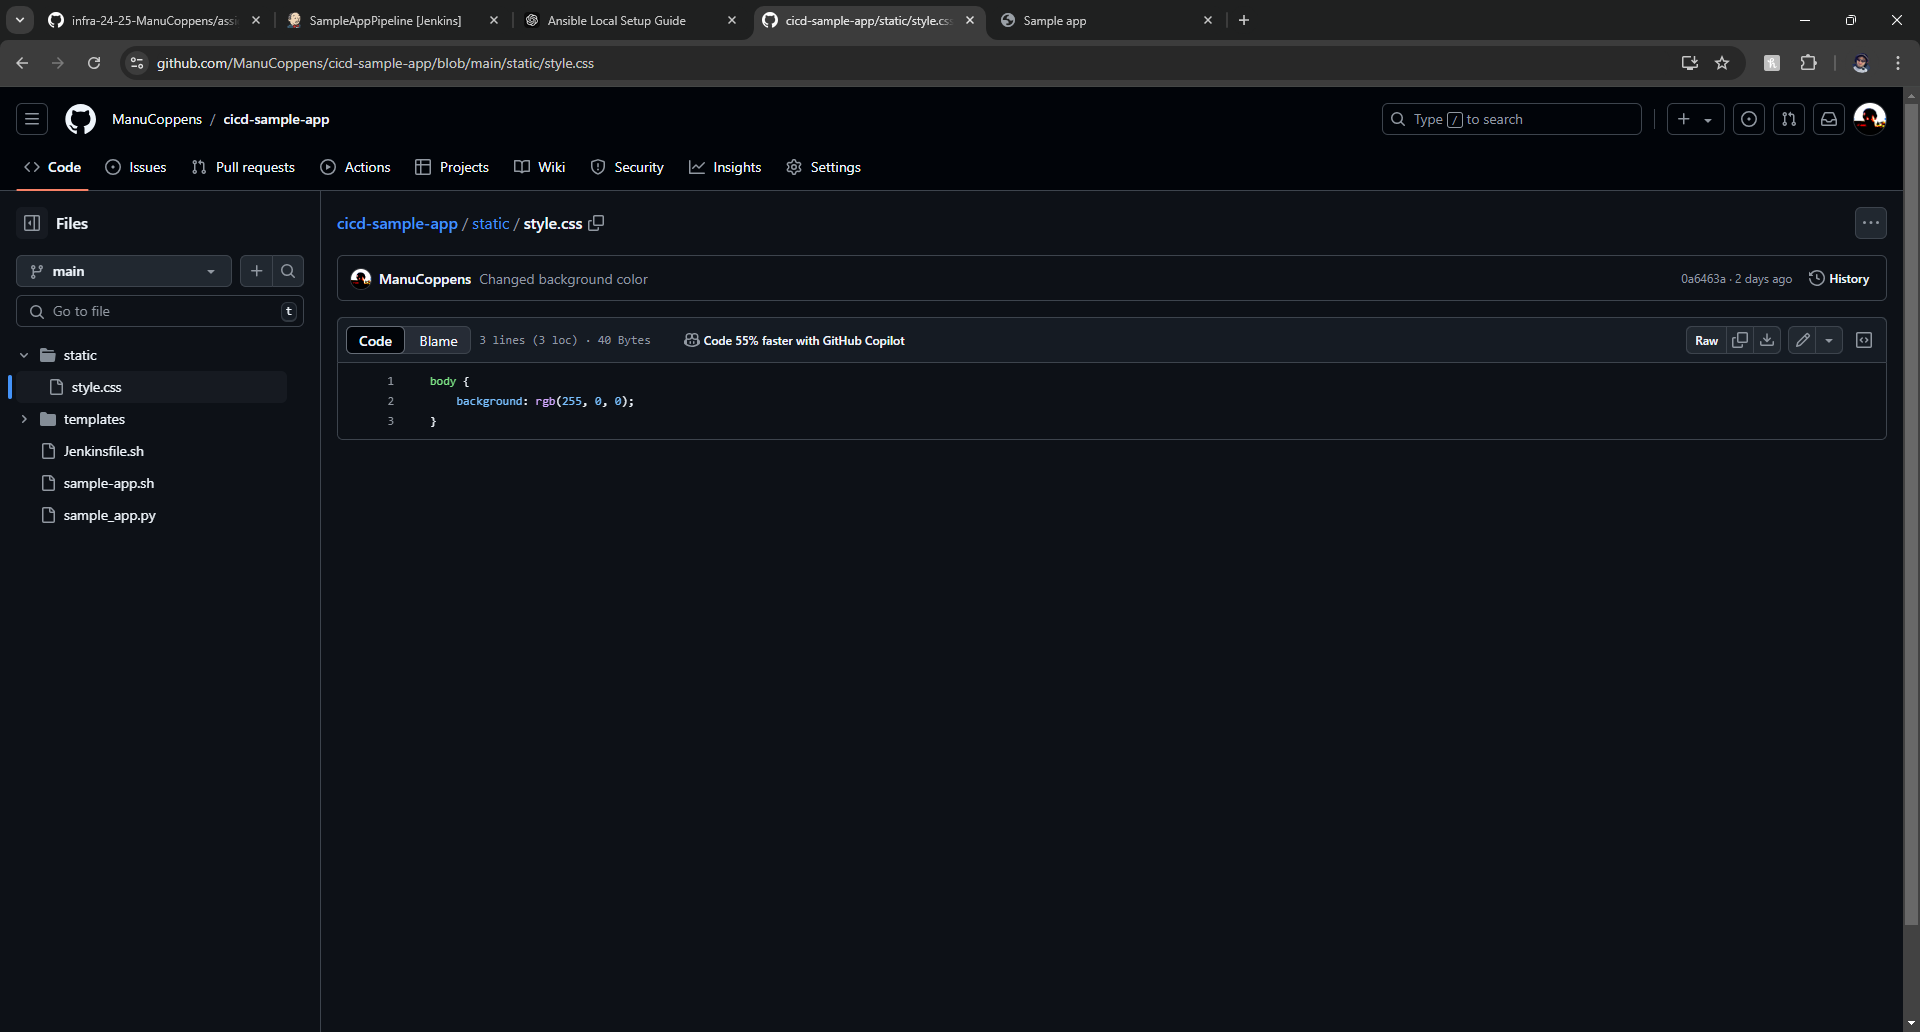 infra-24-25-ManuCoppens/assi
SampleAppPipeline [Jenkins]
Ansible Local Setup Guide
cicd-sample-app/static/style.css
Sample app
github.com/ManuCoppens/cicd-sample-app/blob/main/static/style.css
ManuCoppens / cicd-sample-app
Type / to search
Code
Issues
Pull requests
Actions
Projects
Wiki
Security
Insights
Settings
Files
main
Go to file
t
static
style.css
templates
Jenkinsfile.sh
sample-app.sh
sample_app.py
cicd-sample-app / static / style.css
ManuCoppens Changed background color
0a6463a · 2 days ago
History
Code
Blame
3 lines (3 loc) · 40 Bytes
Code 55% faster with GitHub Copilot
Raw
1 body {
2 background: rgb(255, 0, 0);
3 }